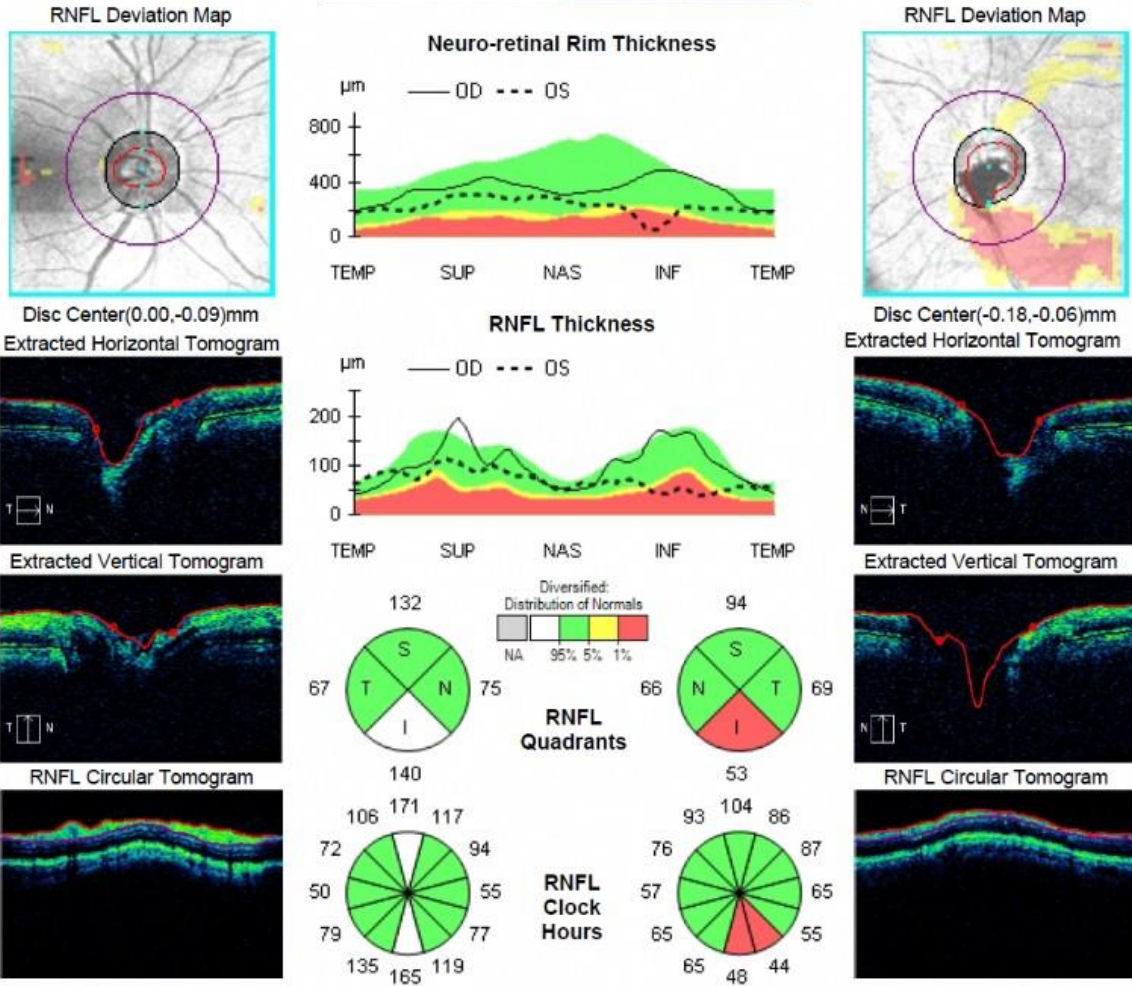 RNFL Deviation Map
Disc Center(0.00,-0.09)mm
Extracted Horizontal Tomogram
T N
Extracted Vertical Tomogram
T N
RNFL Circular Tomogram
Neuro-retinal Rim Thickness
µm OD OS
800
400
0
TEMP SUP NAS INF TEMP
RNFL Thickness
µm OD OS
200
100
0
TEMP SUP NAS INF TEMP
Diversified:
Distribution of Normals
NA 95% 5% 1%
132
S
67 T N 75
I
140
RNFL
Quadrants
94
S
66 N T 69
I
53
106 171 117
72 94
50 55
79 77
135 165 119
RNFL
Clock
Hours
93 104 86
76 87
57 65
65 55
65 48 44
RNFL Deviation Map
Disc Center(-0.18,-0.06)mm
Extracted Horizontal Tomogram
N T
Extracted Vertical Tomogram
N T
RNFL Circular Tomogram